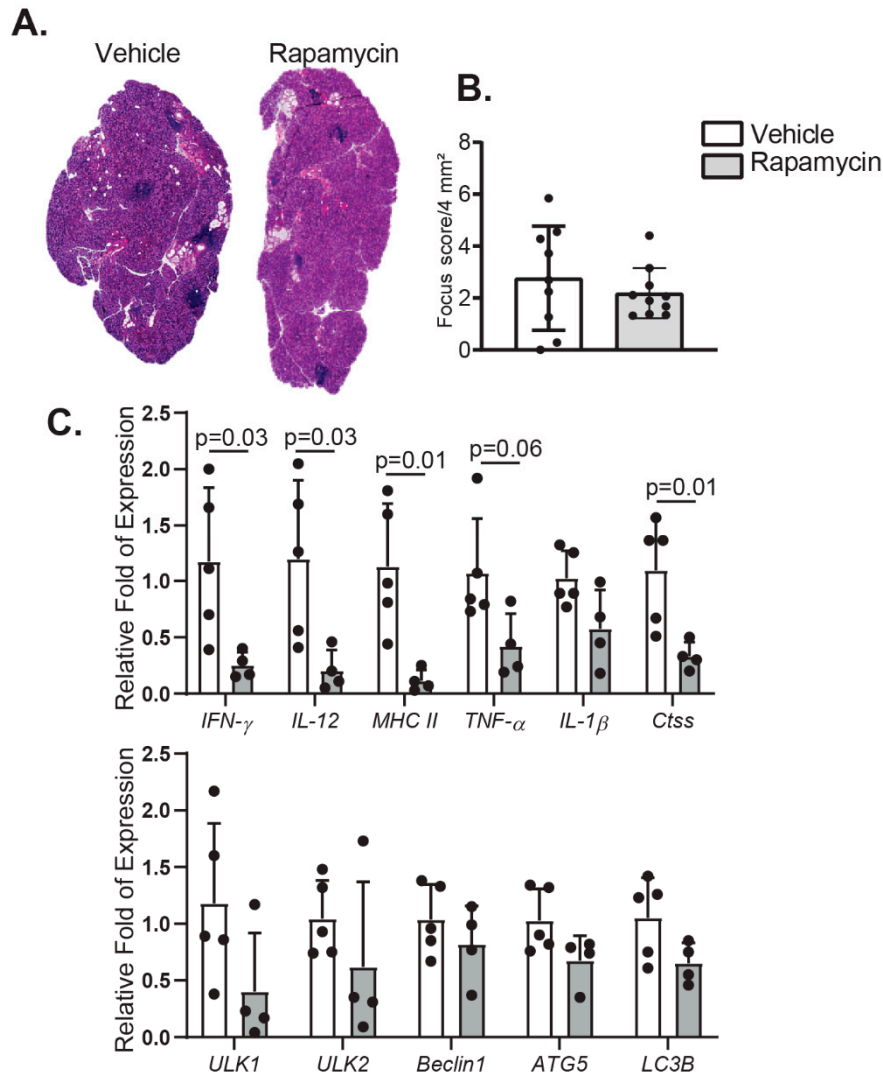 A.
Vehicle
Rapamycin
B.
Vehicle
Rapamycin
Focus score/4 mm²
8
6
4
2
0
C.
Relative Fold of Expression
2.5
2.0
1.5
1.0
0.5
0.0
p=0.03
p=0.03
p=0.01
p=0.06
p=0.01
IFN-γ
IL-12
MHC II
TNF-α
IL-1β
Ctss
Relative Fold of Expression
2.5
2.0
1.5
1.0
0.5
0.0
ULK1
ULK2
Beclin1
ATG5
LC3B